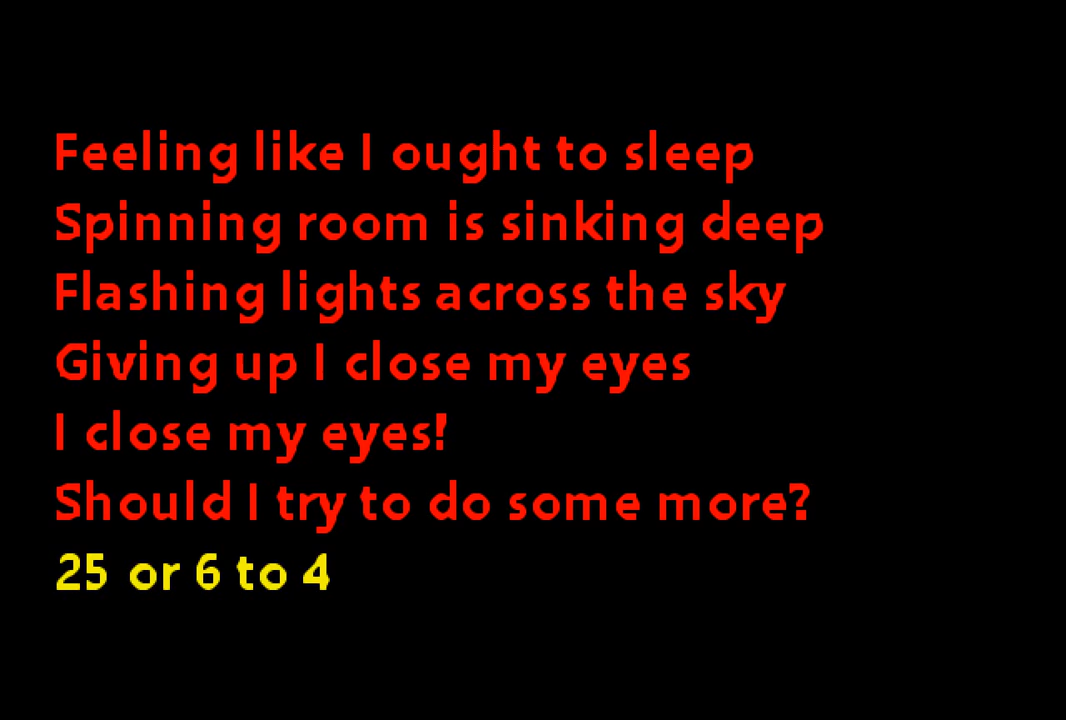 Feeling like I ought to sleep
Spinning room is sinking deep
Flashing lights across the sky
Giving up I close my eyes
I close my eyes!
Should I try to do some more?
25 or 6 to 4